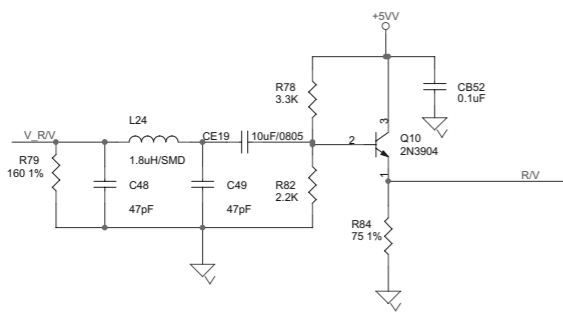 +5VV
R78
3.3K
CB52
0.1uF
L24
3
V_R/V
CE19
10uF/0805
2
Q10
2N3904
R79
160 1%
1.8uH/SMD
C48
C49
R82
2.2K
1
R/V
47pF
47pF
R84
75 1%